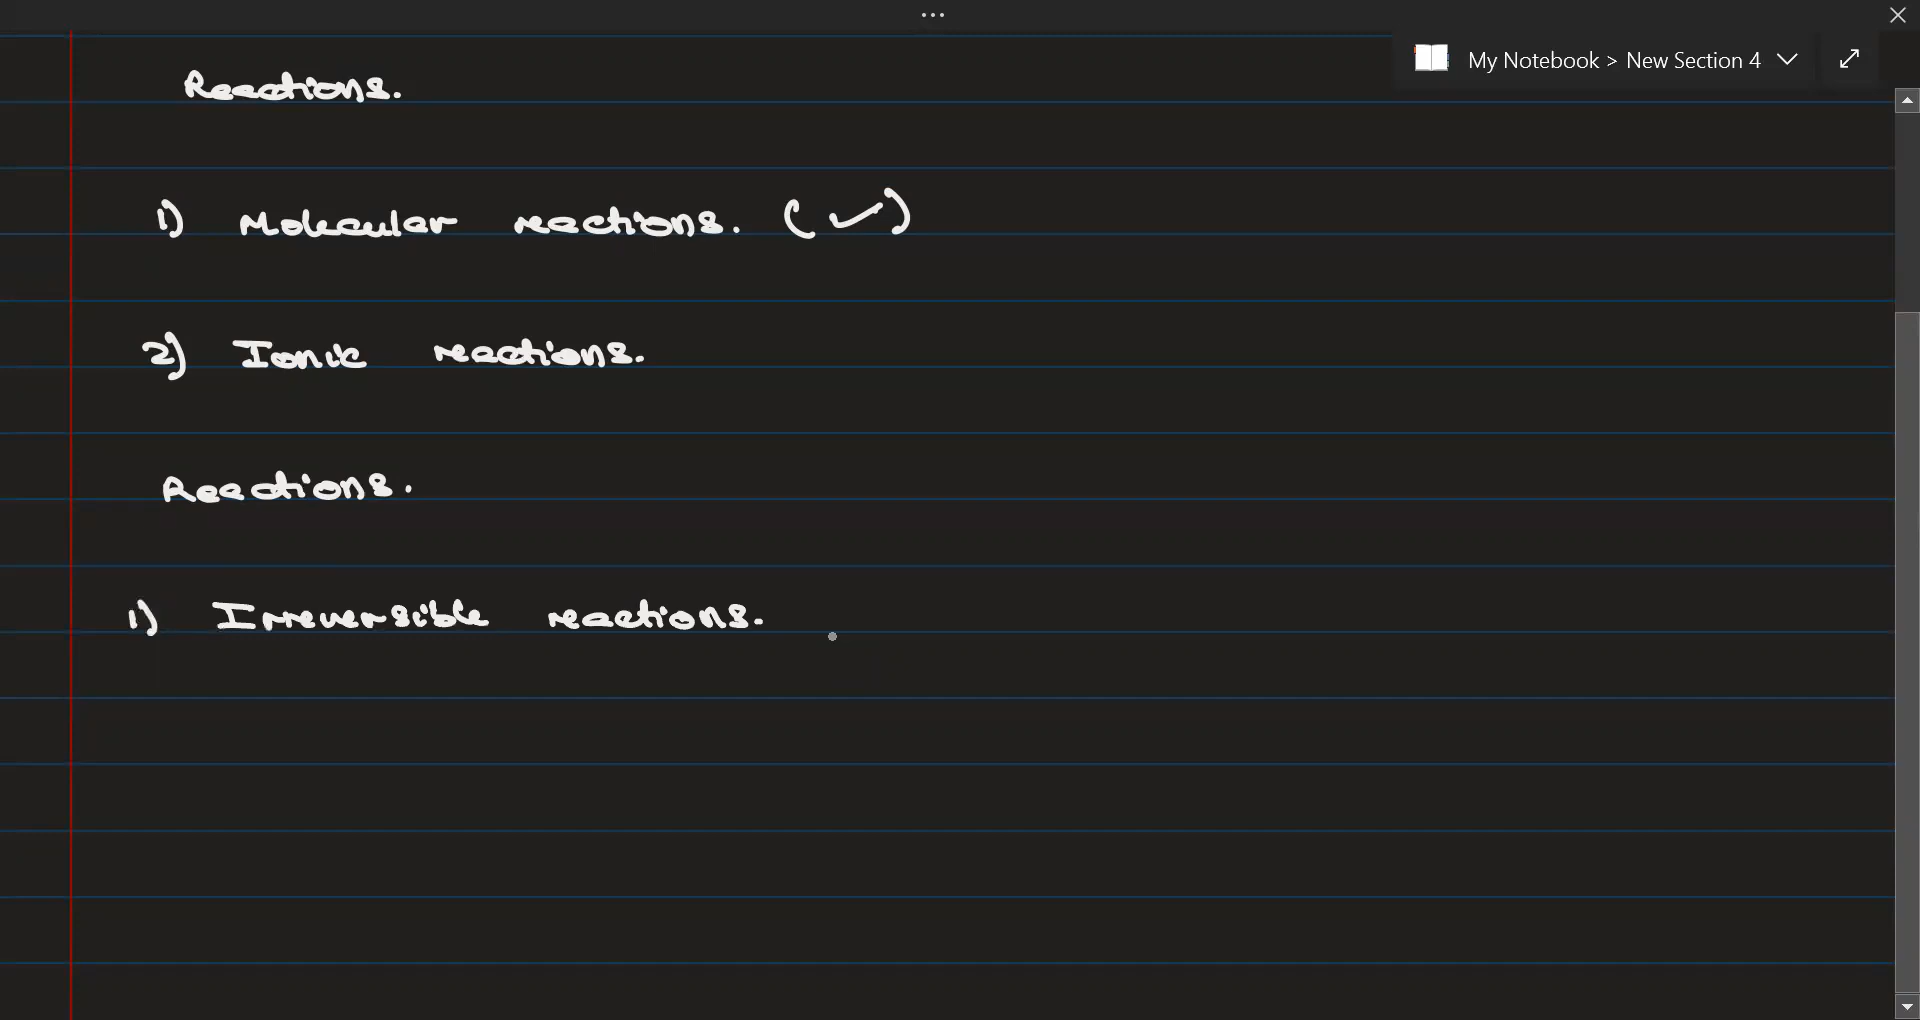 My Notebook > New Section 4
Reactions.
1) Molecular reactions. (✓)
2) Ionic reactions.
Reactions.
1) Irreversible reactions.